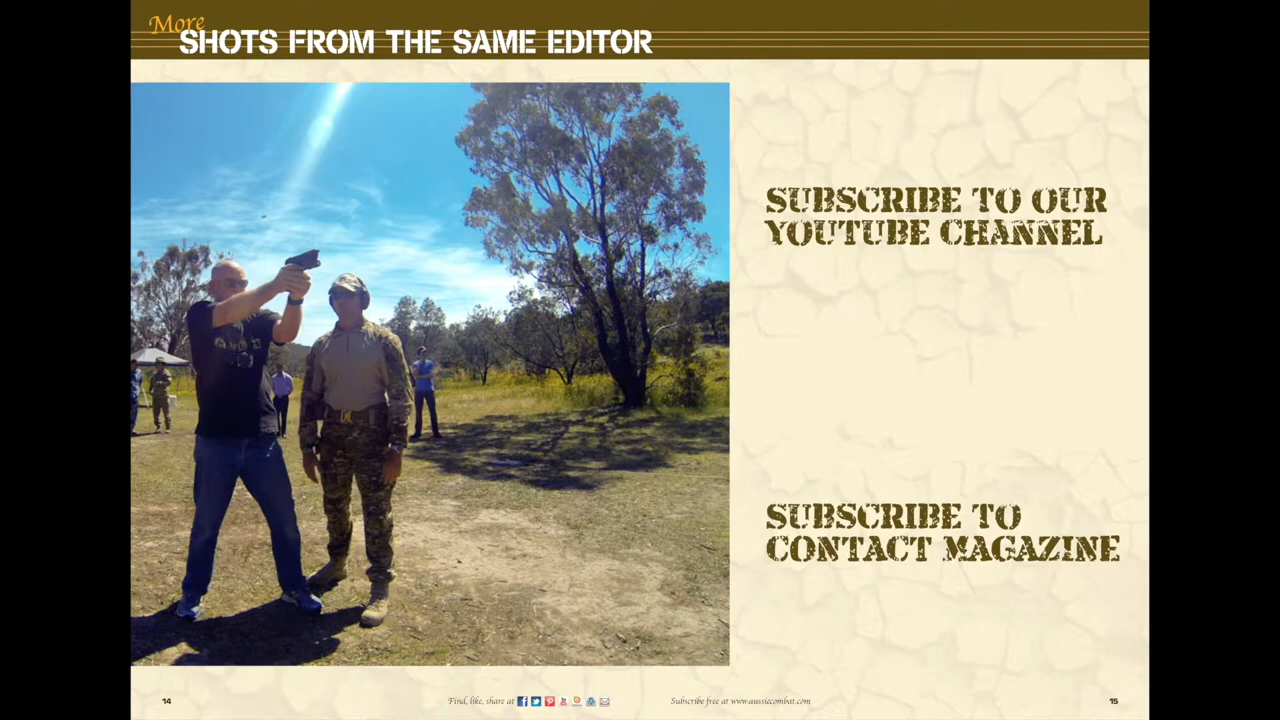 More
SHOTS FROM THE SAME EDITOR
SUBSCRIBE TO OUR
YOUTUBE CHANNEL
SUBSCRIBE TO
CONTACT MAGAZINE
14
Find, like, share at
Subscribe free at www.aussiecombat.com
15